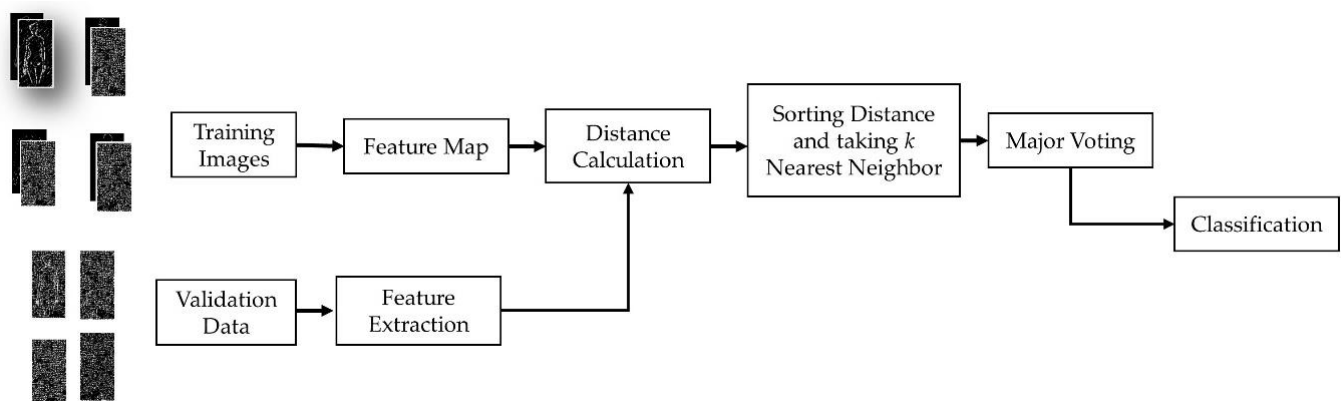 Training
Images
Feature Map
Distance
Calculation
Sorting Distance
and taking k
Nearest Neighbor
Major Voting
Classification
Validation
Data
Feature
Extraction